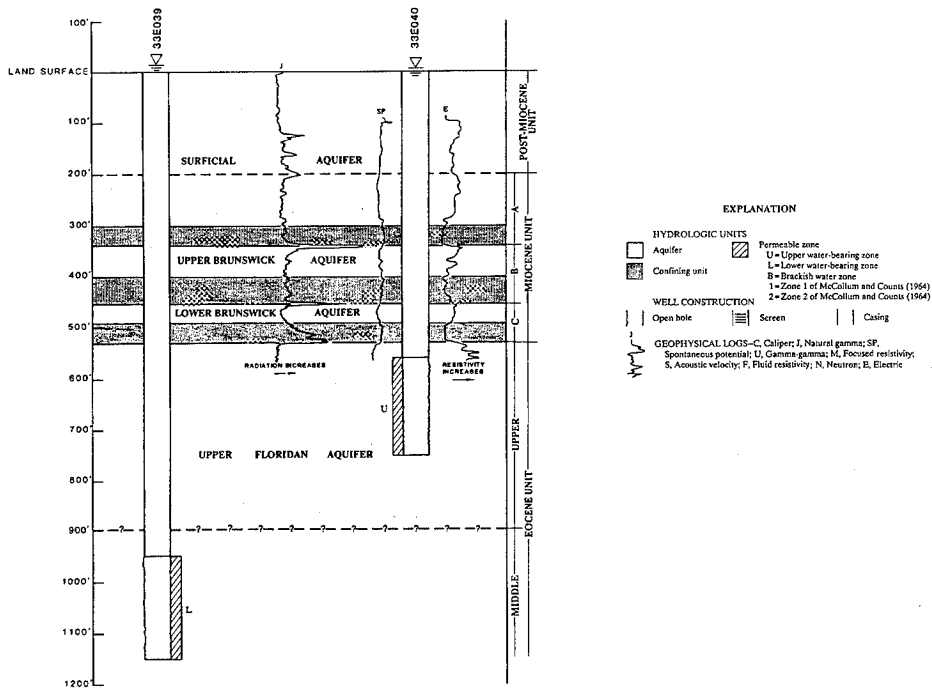 100'
33E039
33E040
LAND SURFACE
J
SP
E
100'
SURFICIAL AQUIFER
200'
300'
UPPER BRUNSWICK AQUIFER
400'
LOWER BRUNSWICK AQUIFER
500'
RADIATION INCREASES
RESISTIVITY
INCREASES
600'
U
700'
UPPER FLORIDAN AQUIFER
800'
900'
? ? ? ? ? ? ? ? ? ? ?
1000'
L
1100'
1200'
POST-MIOCENE
UNIT
A
B
C
MIOCENE UNIT
UPPER
MIDDLE
EOCENE UNIT
EXPLANATION
HYDROLOGIC UNITS
Aquifer
Confining unit
Permeable zone
U = Upper water-bearing zone
L = Lower water-bearing zone
B = Brackish water zone
1 = Zone 1 of McCollum and Counts (1964)
2 = Zone 2 of McCollum and Counts (1964)
WELL CONSTRUCTION
Open hole
Screen
Casing
J
GEOPHYSICAL LOGS–C, Caliper; J, Natural gamma; SP,
Spontaneous potential; U, Gamma-gamma; M, Focused resistivity;
S, Acoustic velocity; F, Fluid resistivity; N, Neutron; E, Electric